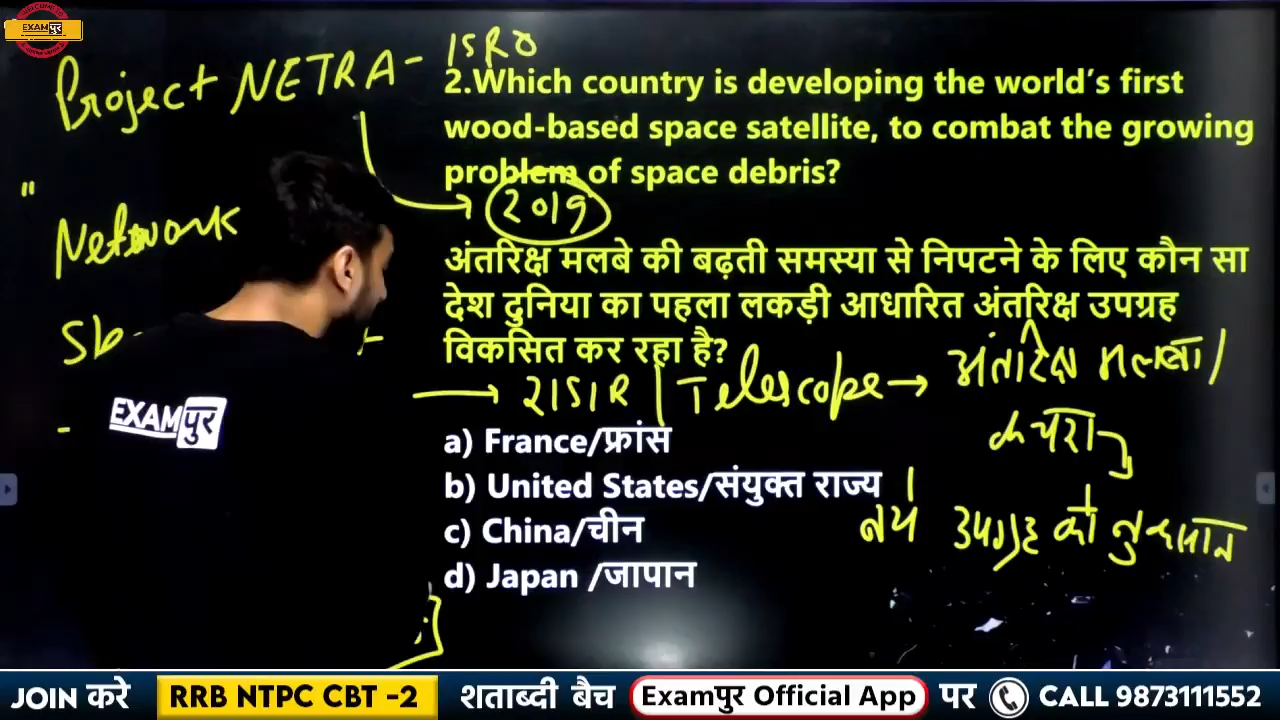 EXAMपुर
Project NETRA - ISRO
2.Which country is developing the world's first
wood-based space satellite, to combat the growing
problem of space debris?
2019
"
Network
अंतरिक्ष मलबे की बढ़ती समस्या से निपटने के लिए कौन सा
देश दुनिया का पहला लकड़ी आधारित अंतरिक्ष उपग्रह
विकसित कर रहा है?
Telescope → अंतरिक्ष मलबा/
कचरा
a) France/फ्रांस
b) United States/संयुक्त राज्य
c) China/चीन
d) Japan /जापान
उपग्रह को नुकसान
EXAMपुर
JOIN करे RRB NTPC CBT -2 शताब्दी बैच Examपुर Official App पर CALL 9873111552